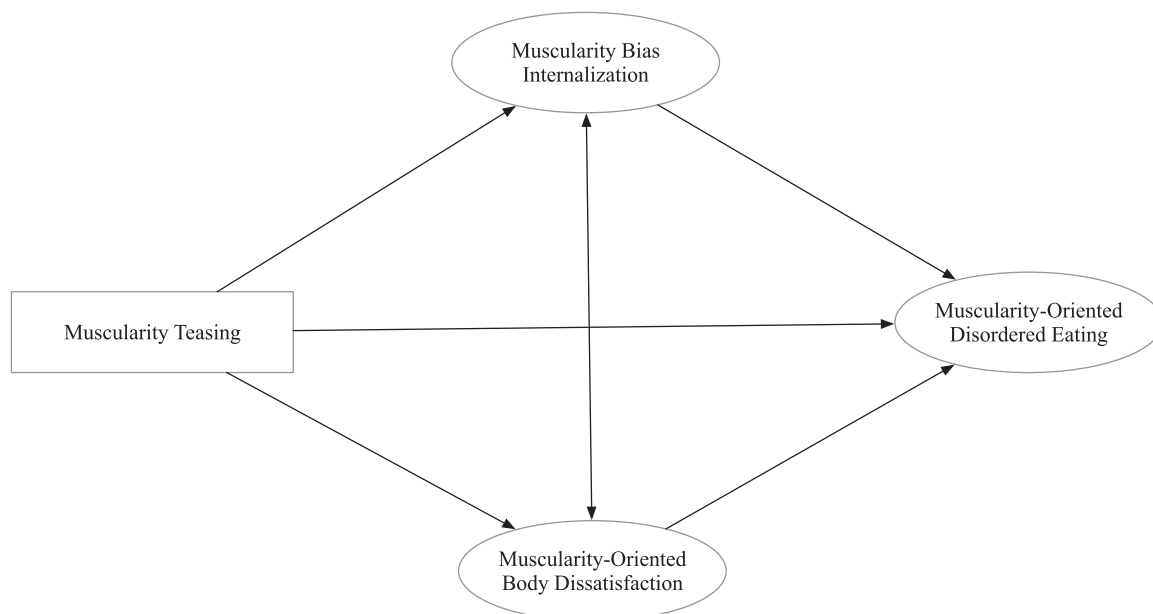 Muscularity Bias
Internalization
Muscularity Teasing
Muscularity-Oriented
Disordered Eating
Muscularity-Oriented
Body Dissatisfaction